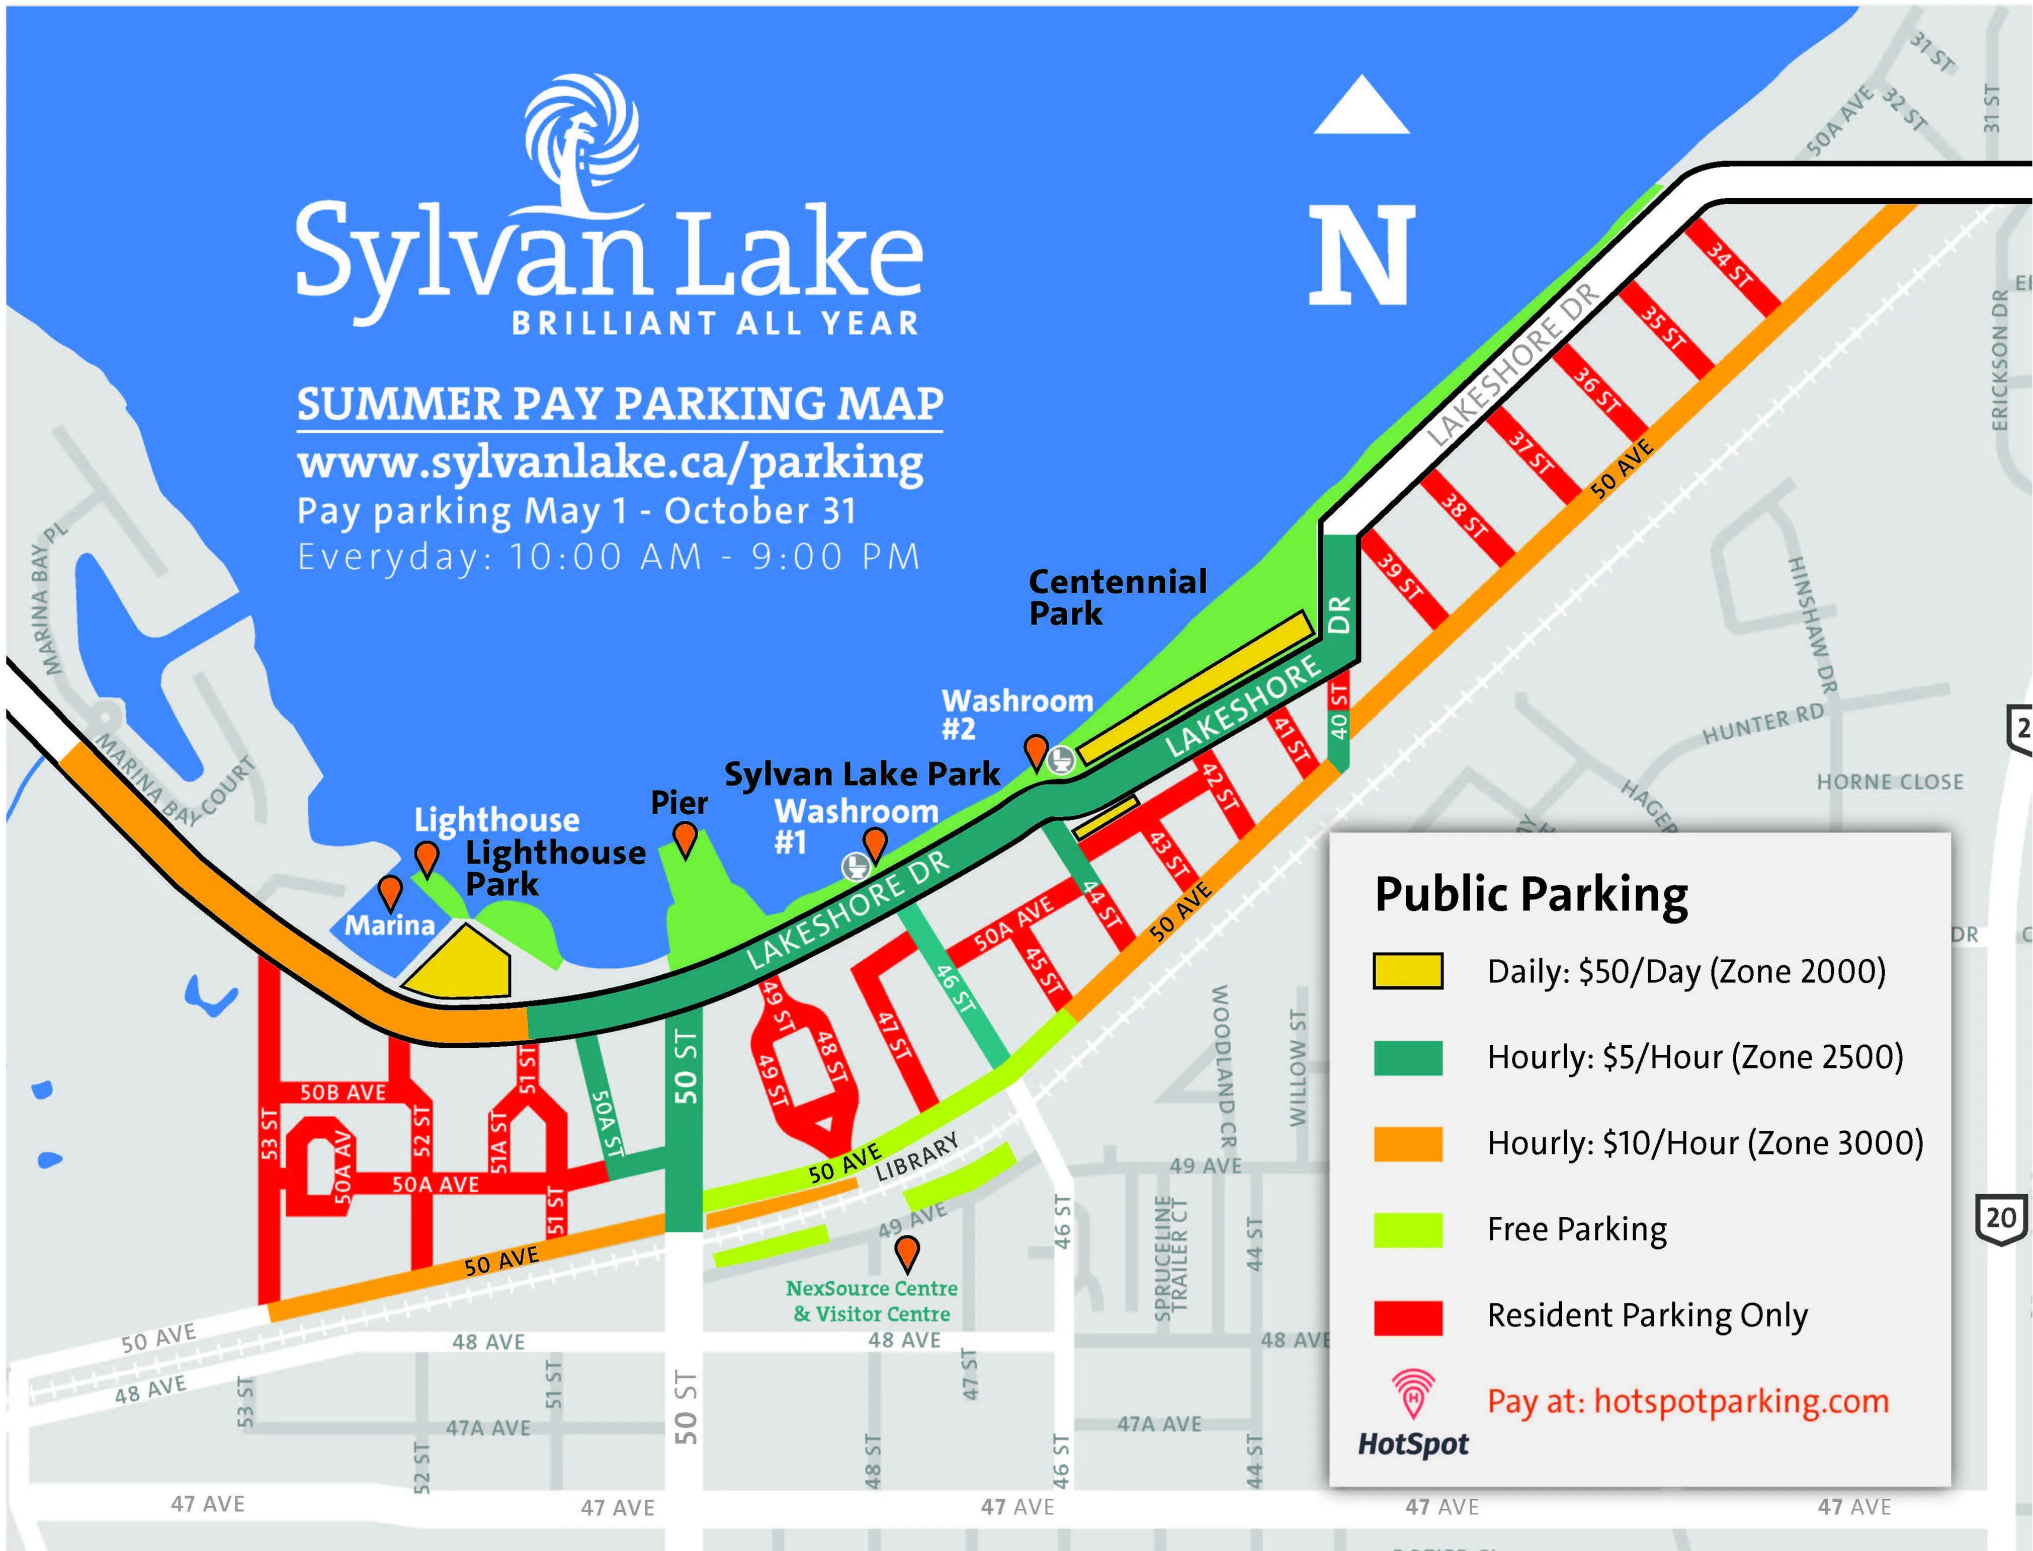 Sylvan Lake
BRILLIANT ALL YEAR
SUMMER PAY PARKING MAP
www.sylvanlake.ca/parking
Pay parking May 1 - October 31
Everyday: 10:00 AM - 9:00 PM
N
31 ST
32 ST
31 ST
50A AVE
34 ST
35 ST
36 ST
37 ST
38 ST
39 ST
LAKESHORE DR
50 AVE
ERICKSON DR
MARINA BAY PL
MARINA BAY COURT
HINSHAW DR
HUNTER RD
HORNE CLOSE
Centennial
Park
Washroom
#2
Sylvan Lake Park
Washroom
#1
Pier
Lighthouse
Lighthouse
Park
Marina
LAKESHORE DR
LAKESHORE
DR
40 ST
41 ST
42 ST
43 ST
44 ST
45 ST
46 ST
47 ST
48 ST
49 ST
49 ST
50 ST
50A AVE
50 AVE
50A ST
51 ST
51A ST
51 ST
52 ST
53 ST
50B AVE
50A AV
50A AVE
50 AVE
50 AVE
LIBRARY
49 AVE
NexSource Centre
& Visitor Centre
WOODLAND CR
WILLOW ST
49 AVE
SPRUCELINE
TRAILER CT
44 ST
46 ST
50 AVE
48 AVE
48 AVE
48 AVE
48 AVE
53 ST
52 ST
51 ST
50 ST
48 ST
47 ST
46 ST
44 ST
47A AVE
47A AVE
47 AVE
47 AVE
47 AVE
47 AVE
47 AVE
DR
20
Public Parking
Daily: $50/Day (Zone 2000)
Hourly: $5/Hour (Zone 2500)
Hourly: $10/Hour (Zone 3000)
Free Parking
Resident Parking Only
Pay at: hotspotparking.com
HotSpot